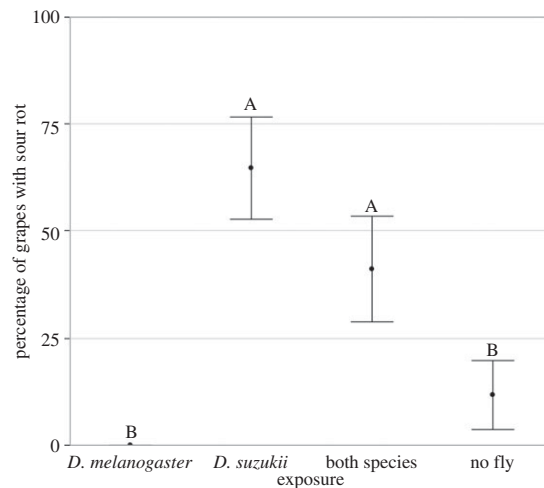 percentage of grapes with sour rot
100
75
50
25
0
B
A
A
B
D. melanogaster D. suzukii both species no fly
exposure